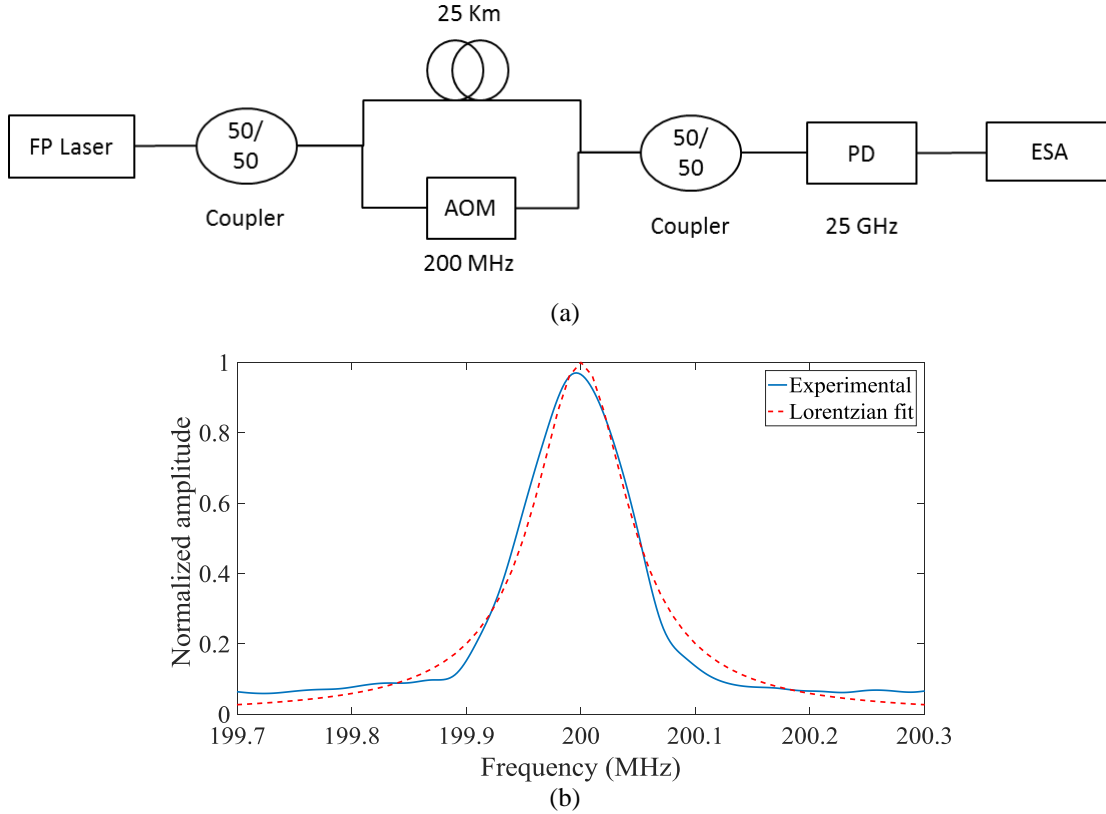 25 Km
FP Laser
50/
50
Coupler
AOM
200 MHz
50/
50
Coupler
PD
25 GHz
ESA
(a)
Normalized amplitude
1
0.8
0.6
0.4
0.2
0
Experimental
Lorentzian fit
199.7 199.8 199.9 200 200.1 200.2 200.3
Frequency (MHz)
(b)